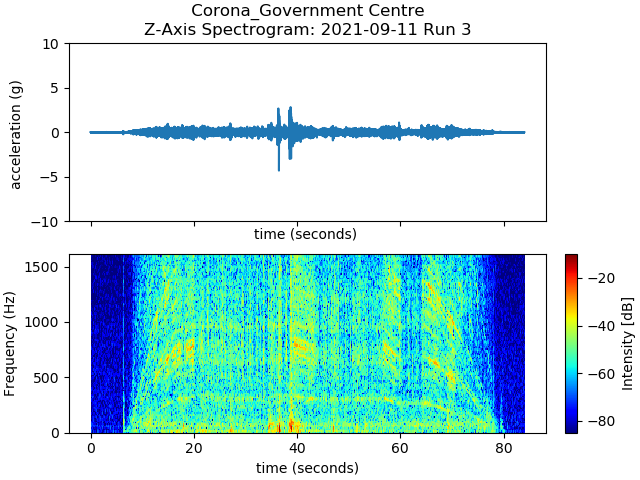 Corona_Government Centre
Z-Axis Spectrogram: 2021-09-11 Run 3
10
5
0
−5
−10
acceleration (g)
time (seconds)
1500
1000
500
0
Frequency (Hz)
0 20 40 60 80
time (seconds)
−20
−40
−60
−80
Intensity [dB]